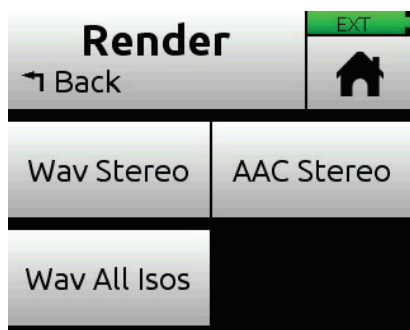 Render
EXT
Back
Wav Stereo
AAC Stereo
Wav All Isos